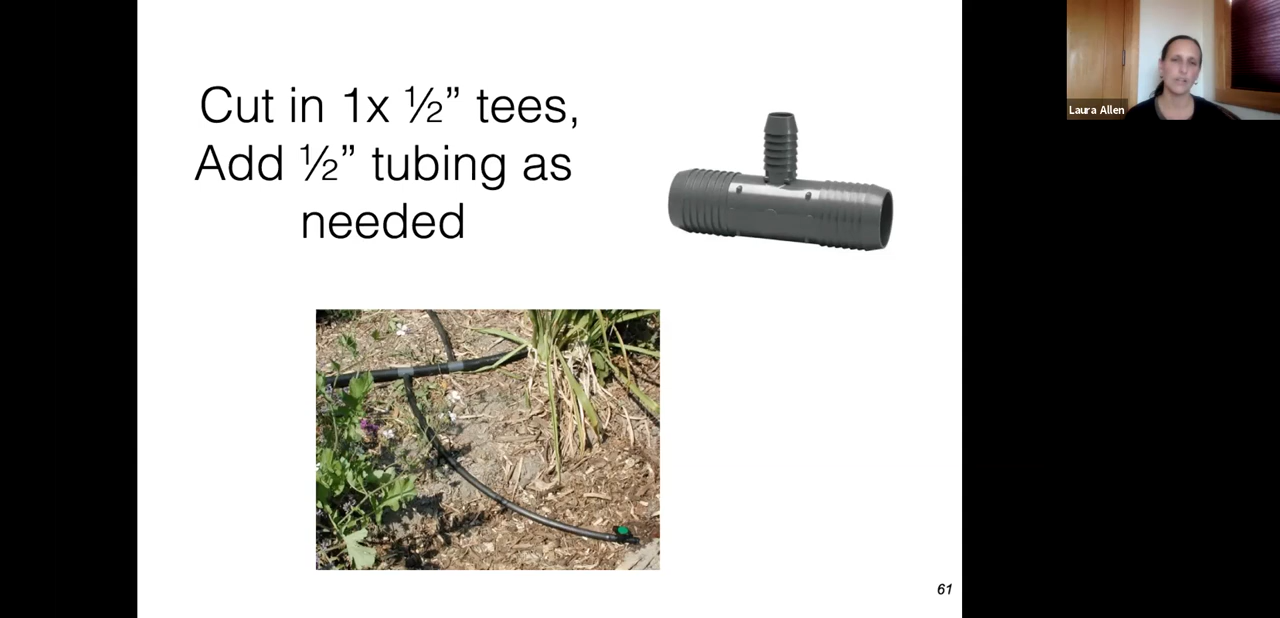 Cut in 1x ½” tees,
Add ½” tubing as
needed
61
Laura Allen